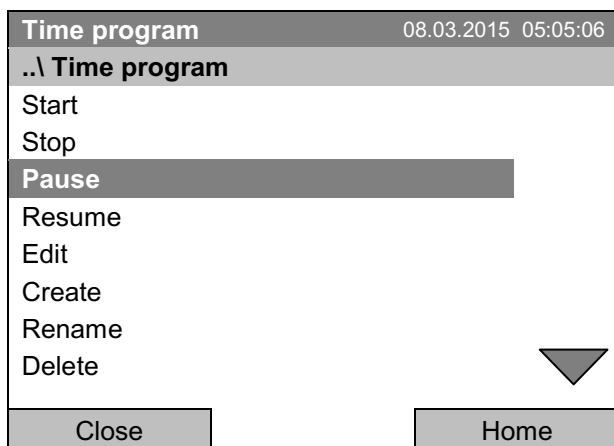 Time program 08.03.2015 05:05:06
..\ Time program
Start
Stop
Pause
Resume
Edit
Create
Rename
Delete
Close Home